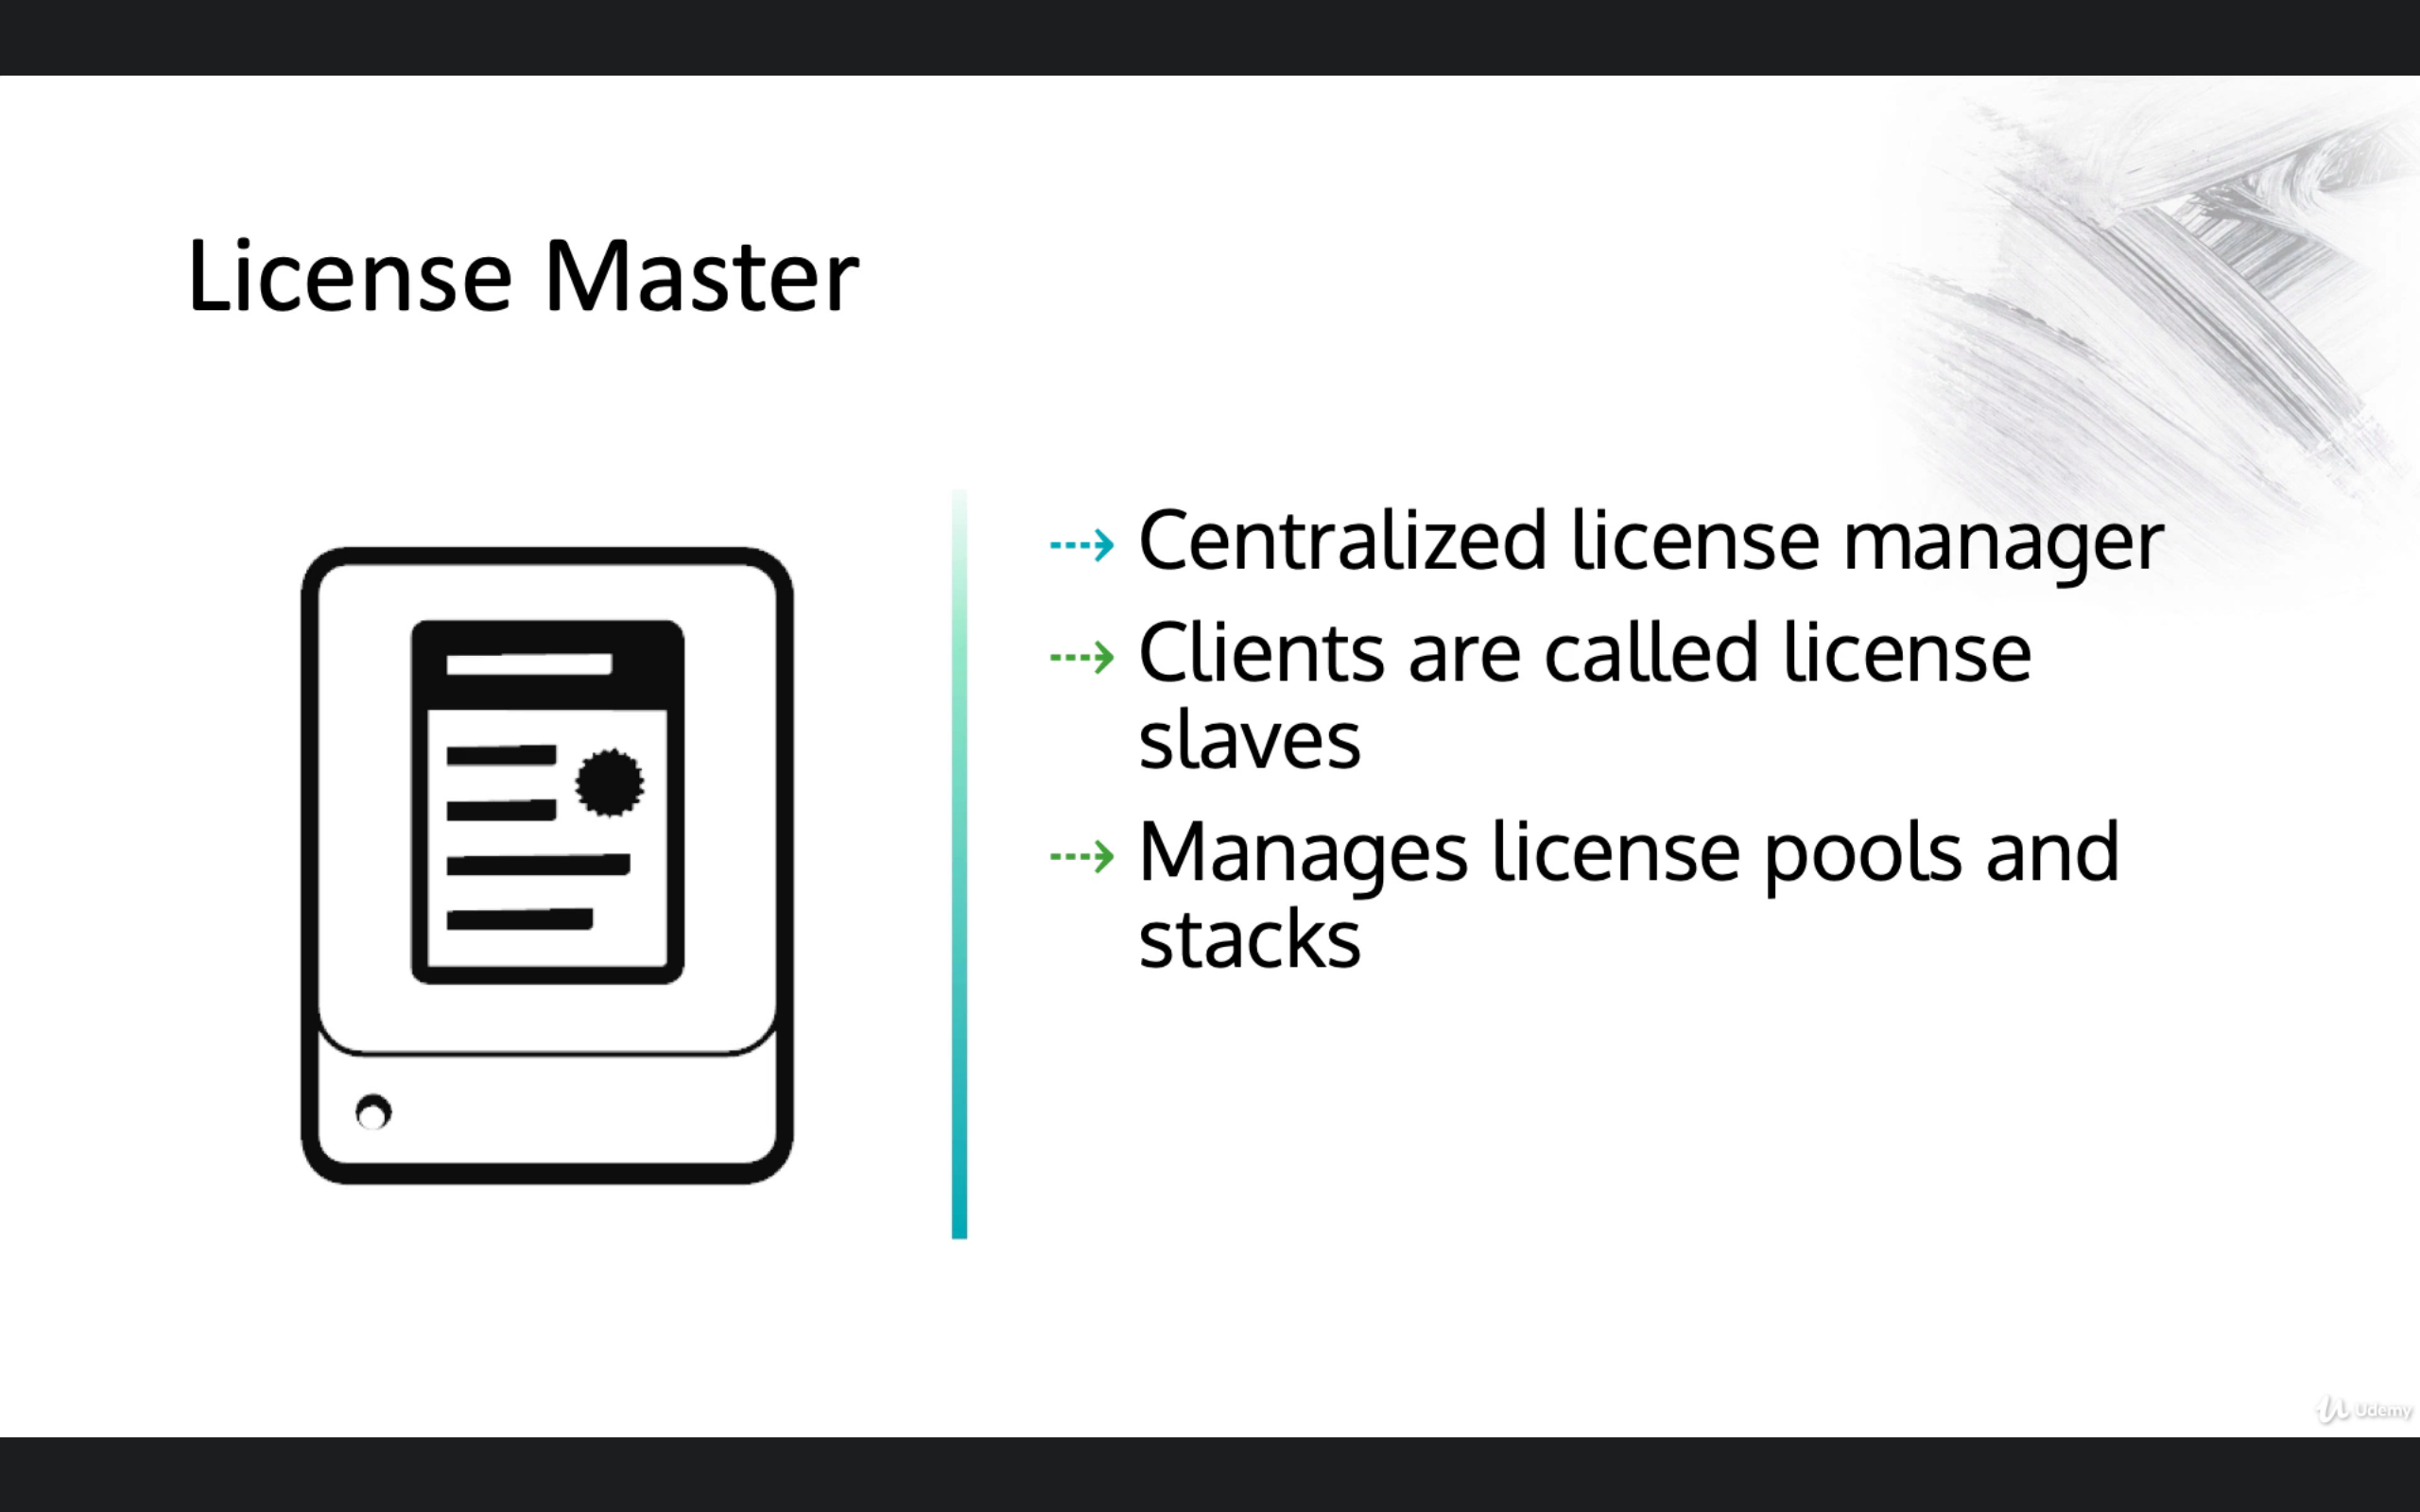 License Master
Centralized license manager
Clients are called license
slaves
Manages license pools and
stacks
Udemy